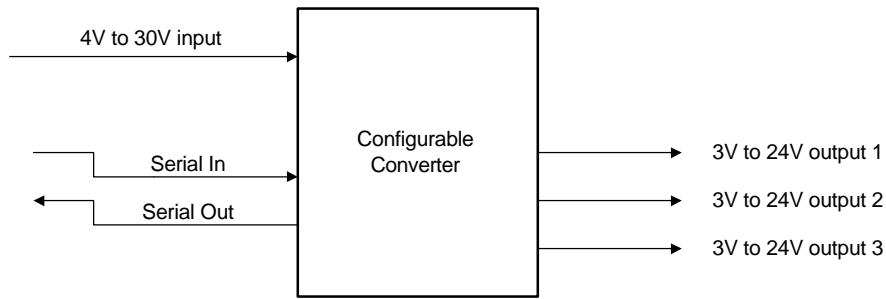 4V to 30V input
Serial In
Serial Out
Configurable
Converter
3V to 24V output 1
3V to 24V output 2
3V to 24V output 3